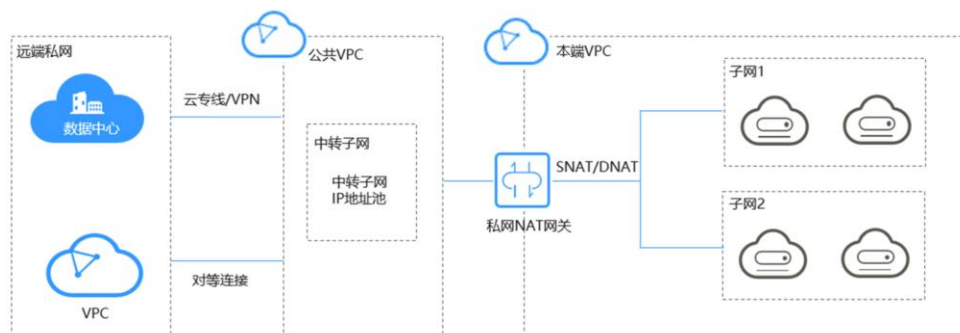 远端私网
数据中心
VPC
云专线/VPN
对等连接
公共VPC
中转子网
中转子网
IP地址池
私网NAT网关
本端VPC
SNAT/DNAT
子网1
子网2